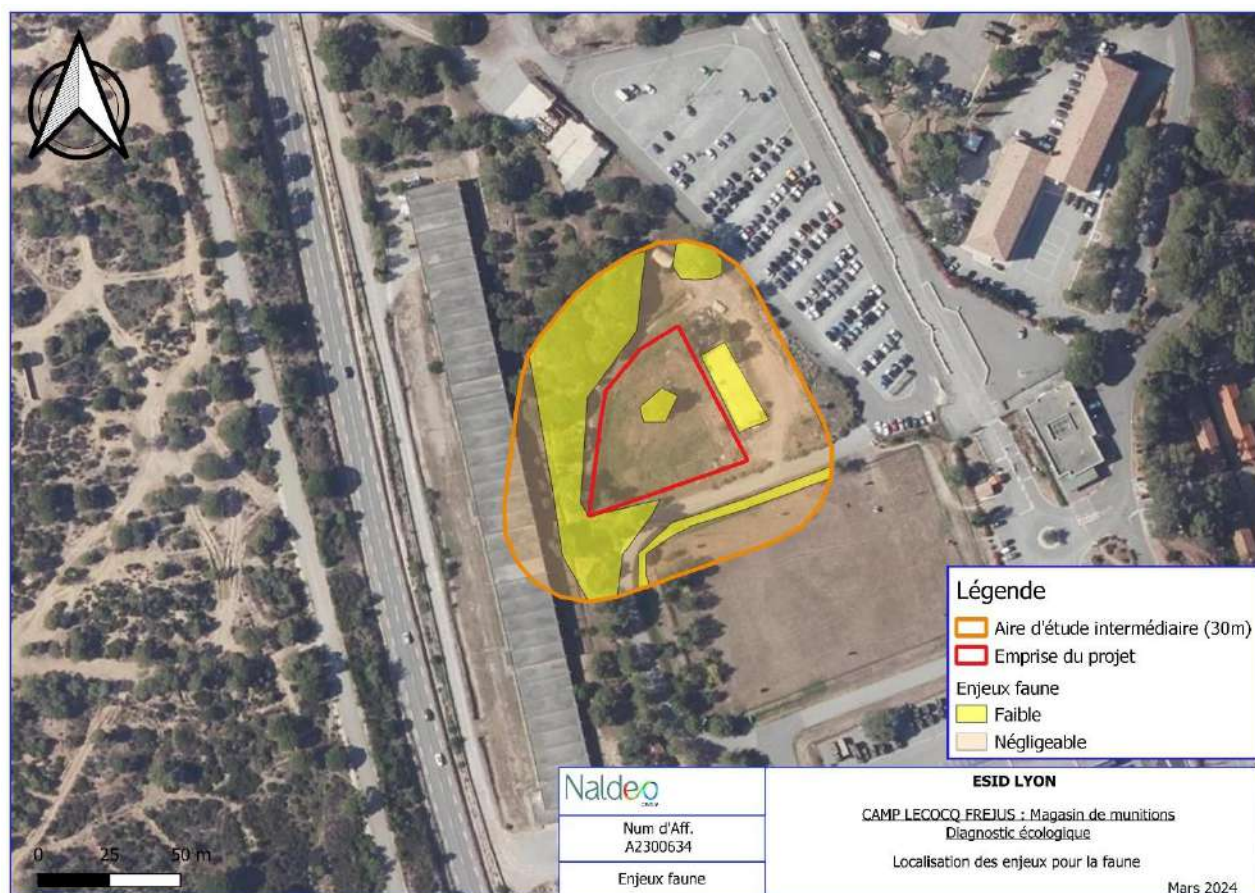 0 25 50 m
Légende
Aire d'étude intermédiaire (30m)
Emprise du projet
Enjeux faune
Faible
Négligeable
Naldeo
Num d'Aff.
A2300634
Enjeux faune
ESID LYON
CAMP LECOCQ FREJUS : Magasin de munitions
Diagnostic écologique
Localisation des enjeux pour la faune
Mars 2024